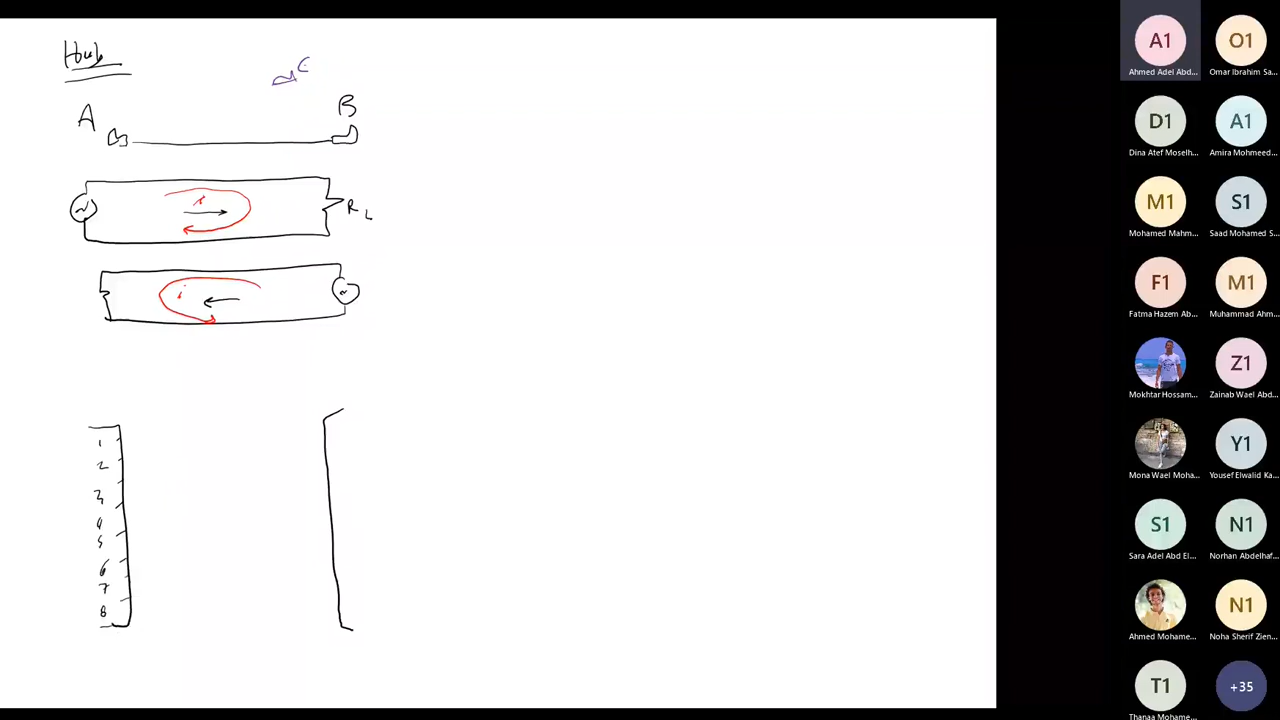 Hub
C
A
B
i
R L
i
1
2
3
4
5
6
7
8
A1
O1
Ahmed Adel Abd...
Omar Ibrahim Sa...
D1
A1
Dina Atef Moselh...
Amira Mohmeed...
M1
S1
Mohamed Mahm...
Saad Mohamed S...
F1
M1
Fatma Hazem Ab...
Muhammad Ahm...
Z1
Mokhtar Hossam...
Zainab Wael Abd...
Y1
Mona Wael Moha...
Yousef Elwalid Ka...
S1
N1
Sara Adel Abd El...
Norhan Abdelhaf...
N1
Ahmed Mohame...
Noha Sherif Zien...
T1
+35
Thanaa Mohame...